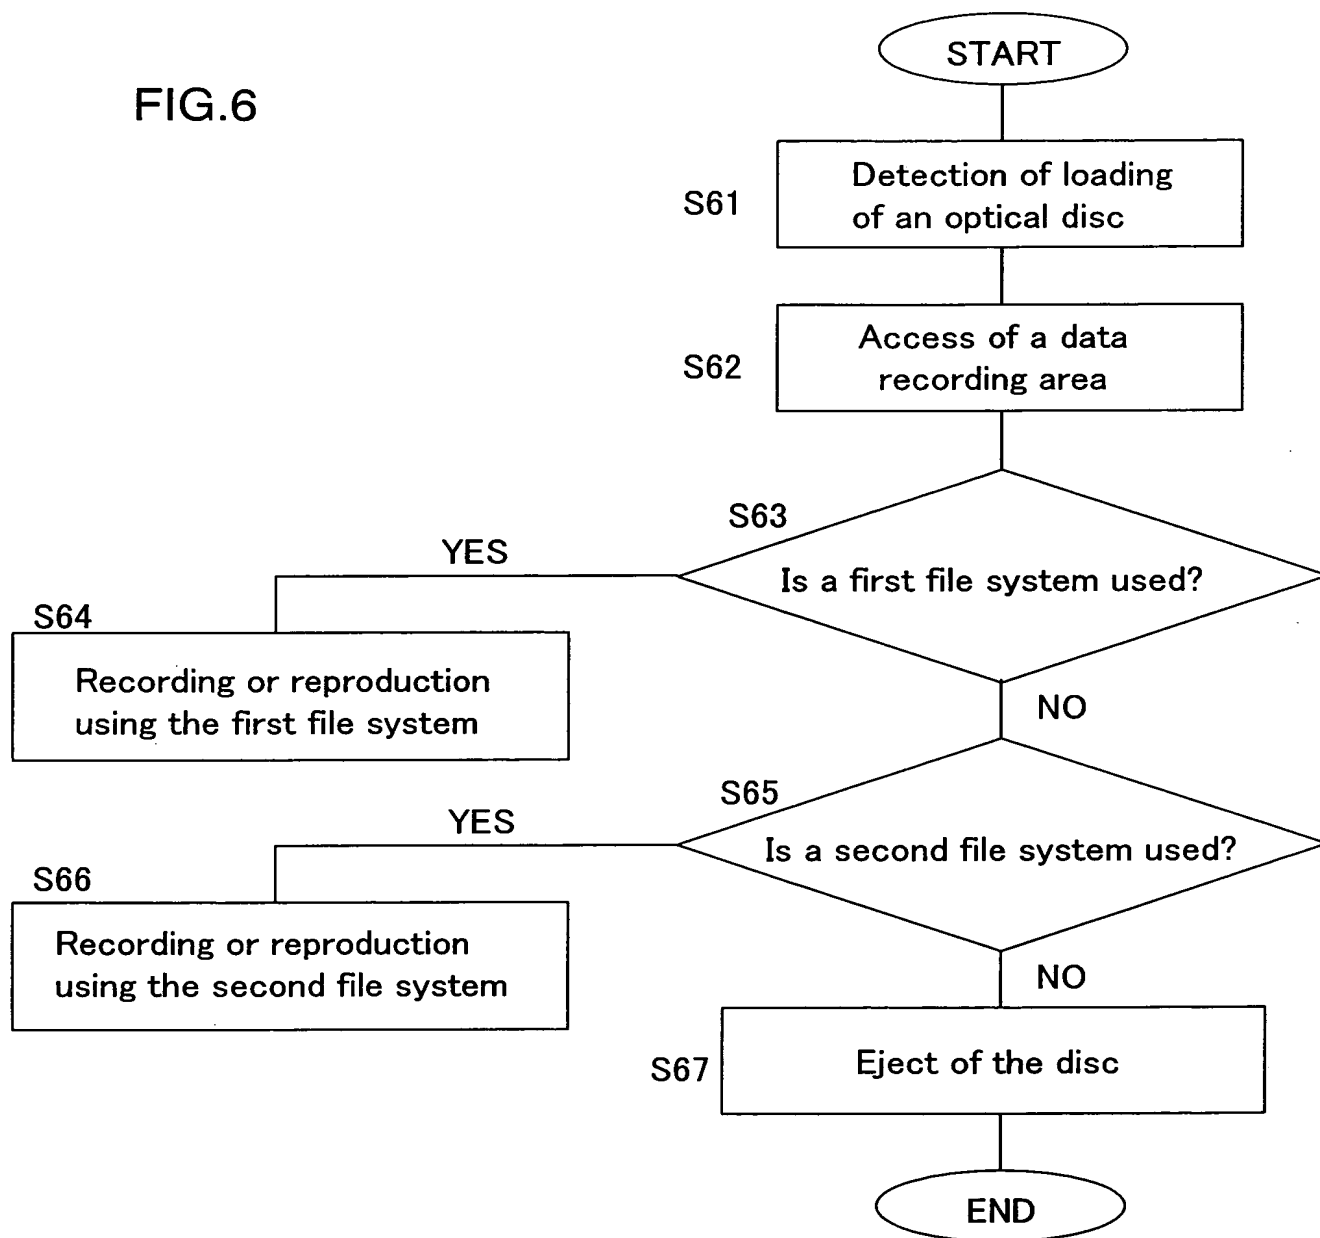 START
FIG.6
S61
Detection of loading
of an optical disc
S62
Access of a data
recording area
S63
YES
Is a first file system used?
S64
Recording or reproduction
using the first file system
NO
S65
YES
Is a second file system used?
S66
Recording or reproduction
using the second file system
NO
S67
Eject of the disc
END